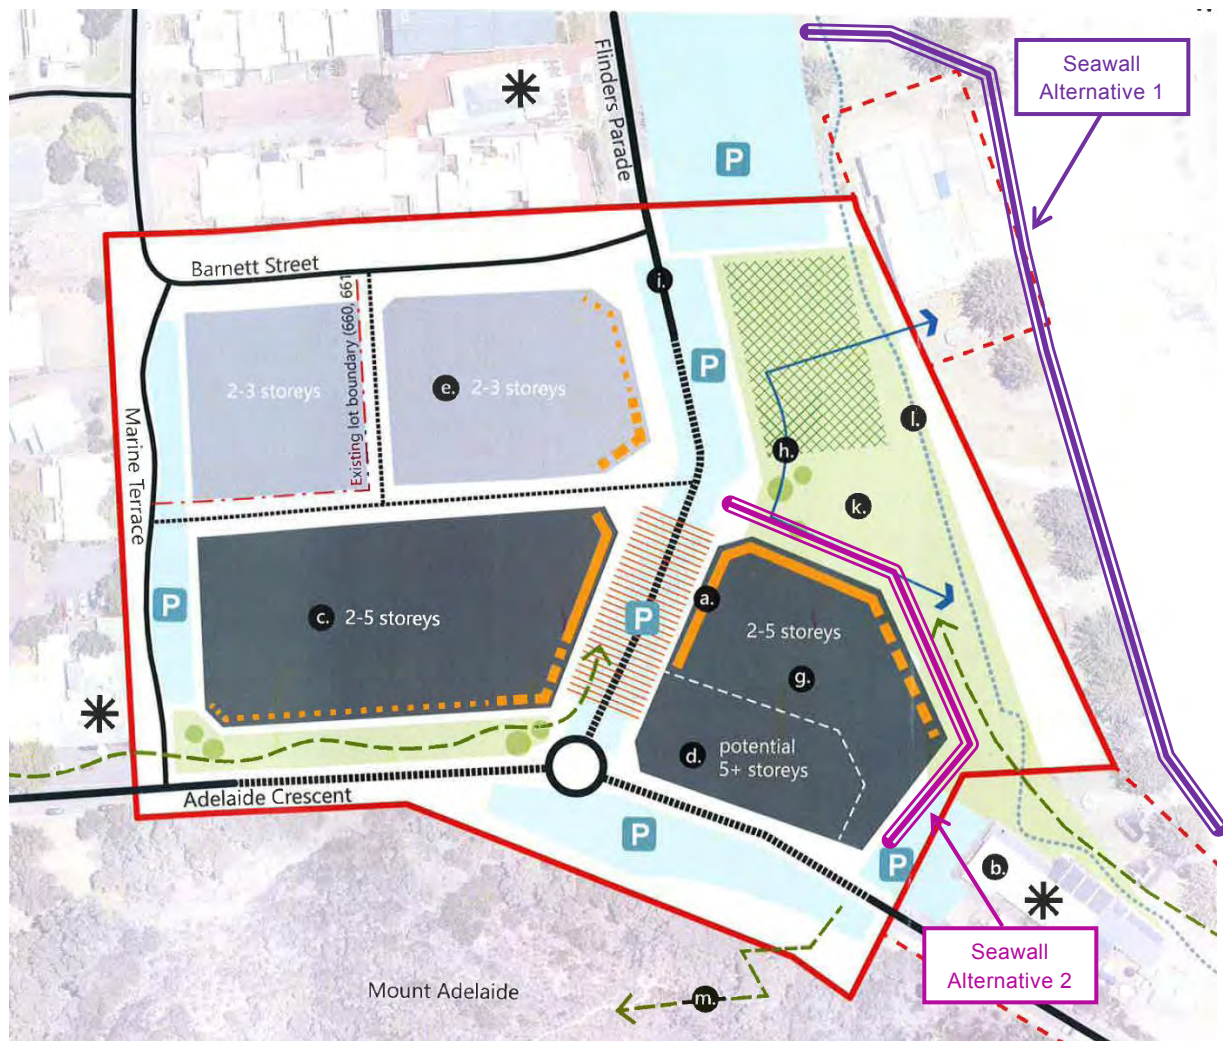 Flinders Parade
Seawall
Alternative 1
P
Barnett Street
i.
Existing lot boundary (660, 661
2-3 storeys
e. 2-3 storeys
P
l.
Marine Terrace
h.
k.
P
c. 2-5 storeys
P
a.
2-5 storeys
g.
d. potential
5+ storeys
Adelaide Crescent
P
P
b.
Seawall
Alternative 2
Mount Adelaide
m.